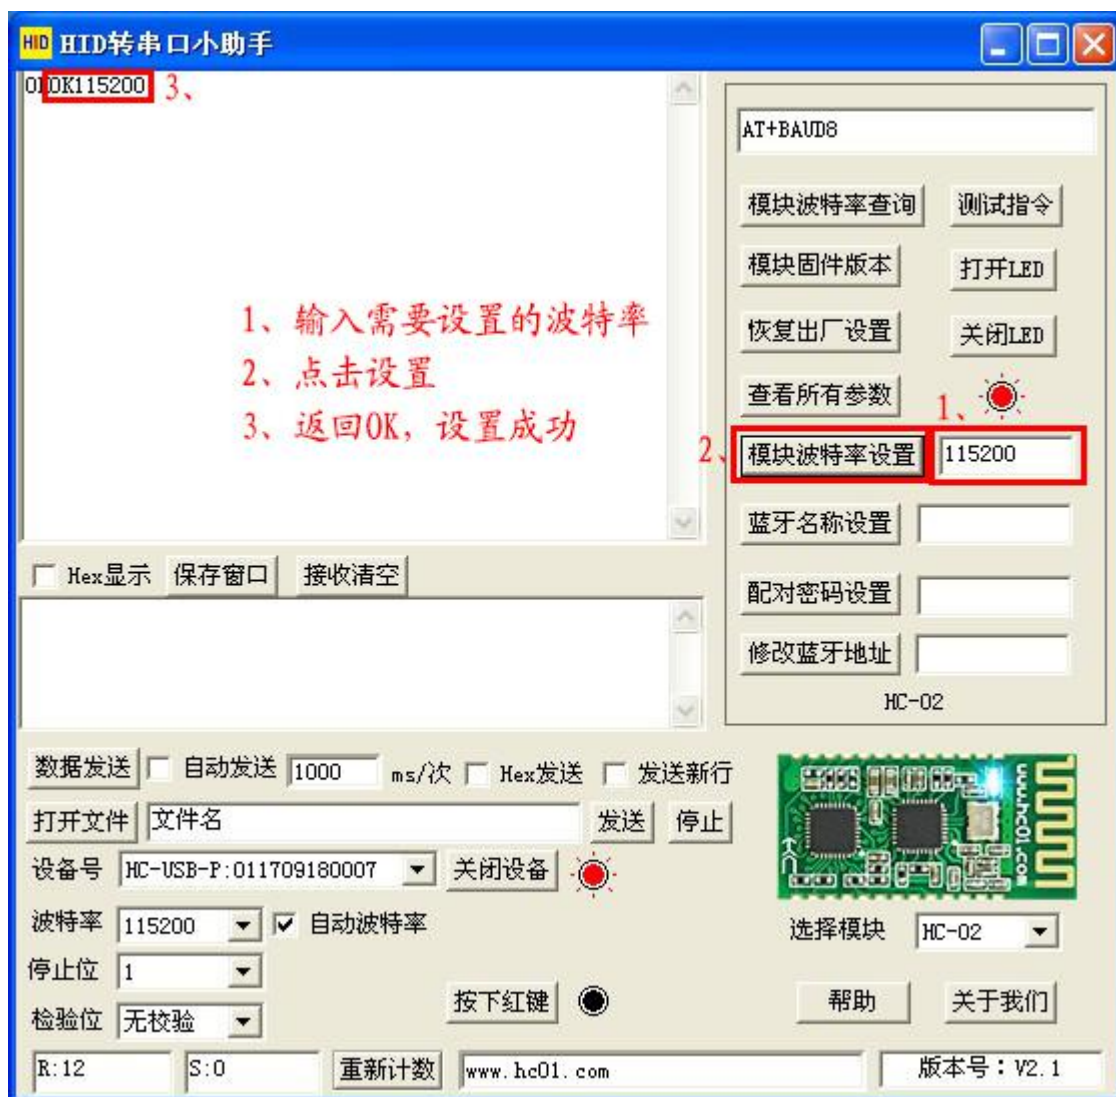 HID HID转串口小助手
OKOK115200 3、
AT+BAUD8
模块波特率查询 测试指令
模块固件版本 打开LED
恢复出厂设置 关闭LED
查看所有参数 1、
2、 模块波特率设置 115200
蓝牙名称设置
配对密码设置
修改蓝牙地址
HC-02
1、输入需要设置的波特率
2、点击设置
3、返回OK，设置成功
Hex显示 保存窗口 接收清空
数据发送 自动发送 1000 ms/次 Hex发送 发送新行
打开文件 文件名 发送 停止
设备号 HC-USB-P:011709180007 关闭设备
波特率 115200 自动波特率
停止位 1
检验位 无校验
按下红键
www.hc01.com
HC
选择模块 HC-02
帮助 关于我们
R:12 S:0 重新计数 www.hc01.com 版本号：V2.1